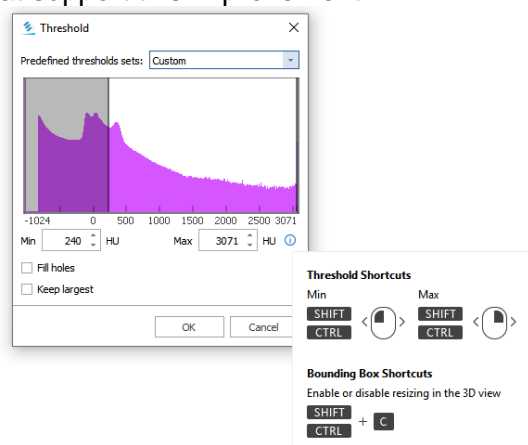 Threshold
Predefined thresholds sets: Custom
-1024 0 500 1000 1500 2000 2500 3071
Min 240 HU Max 3071 HU
Fill holes
Keep largest
OK Cancel
Threshold Shortcuts
Min Max
SHIFT SHIFT
CTRL CTRL
Bounding Box Shortcuts
Enable or disable resizing in the 3D view
SHIFT
+ C
CTRL